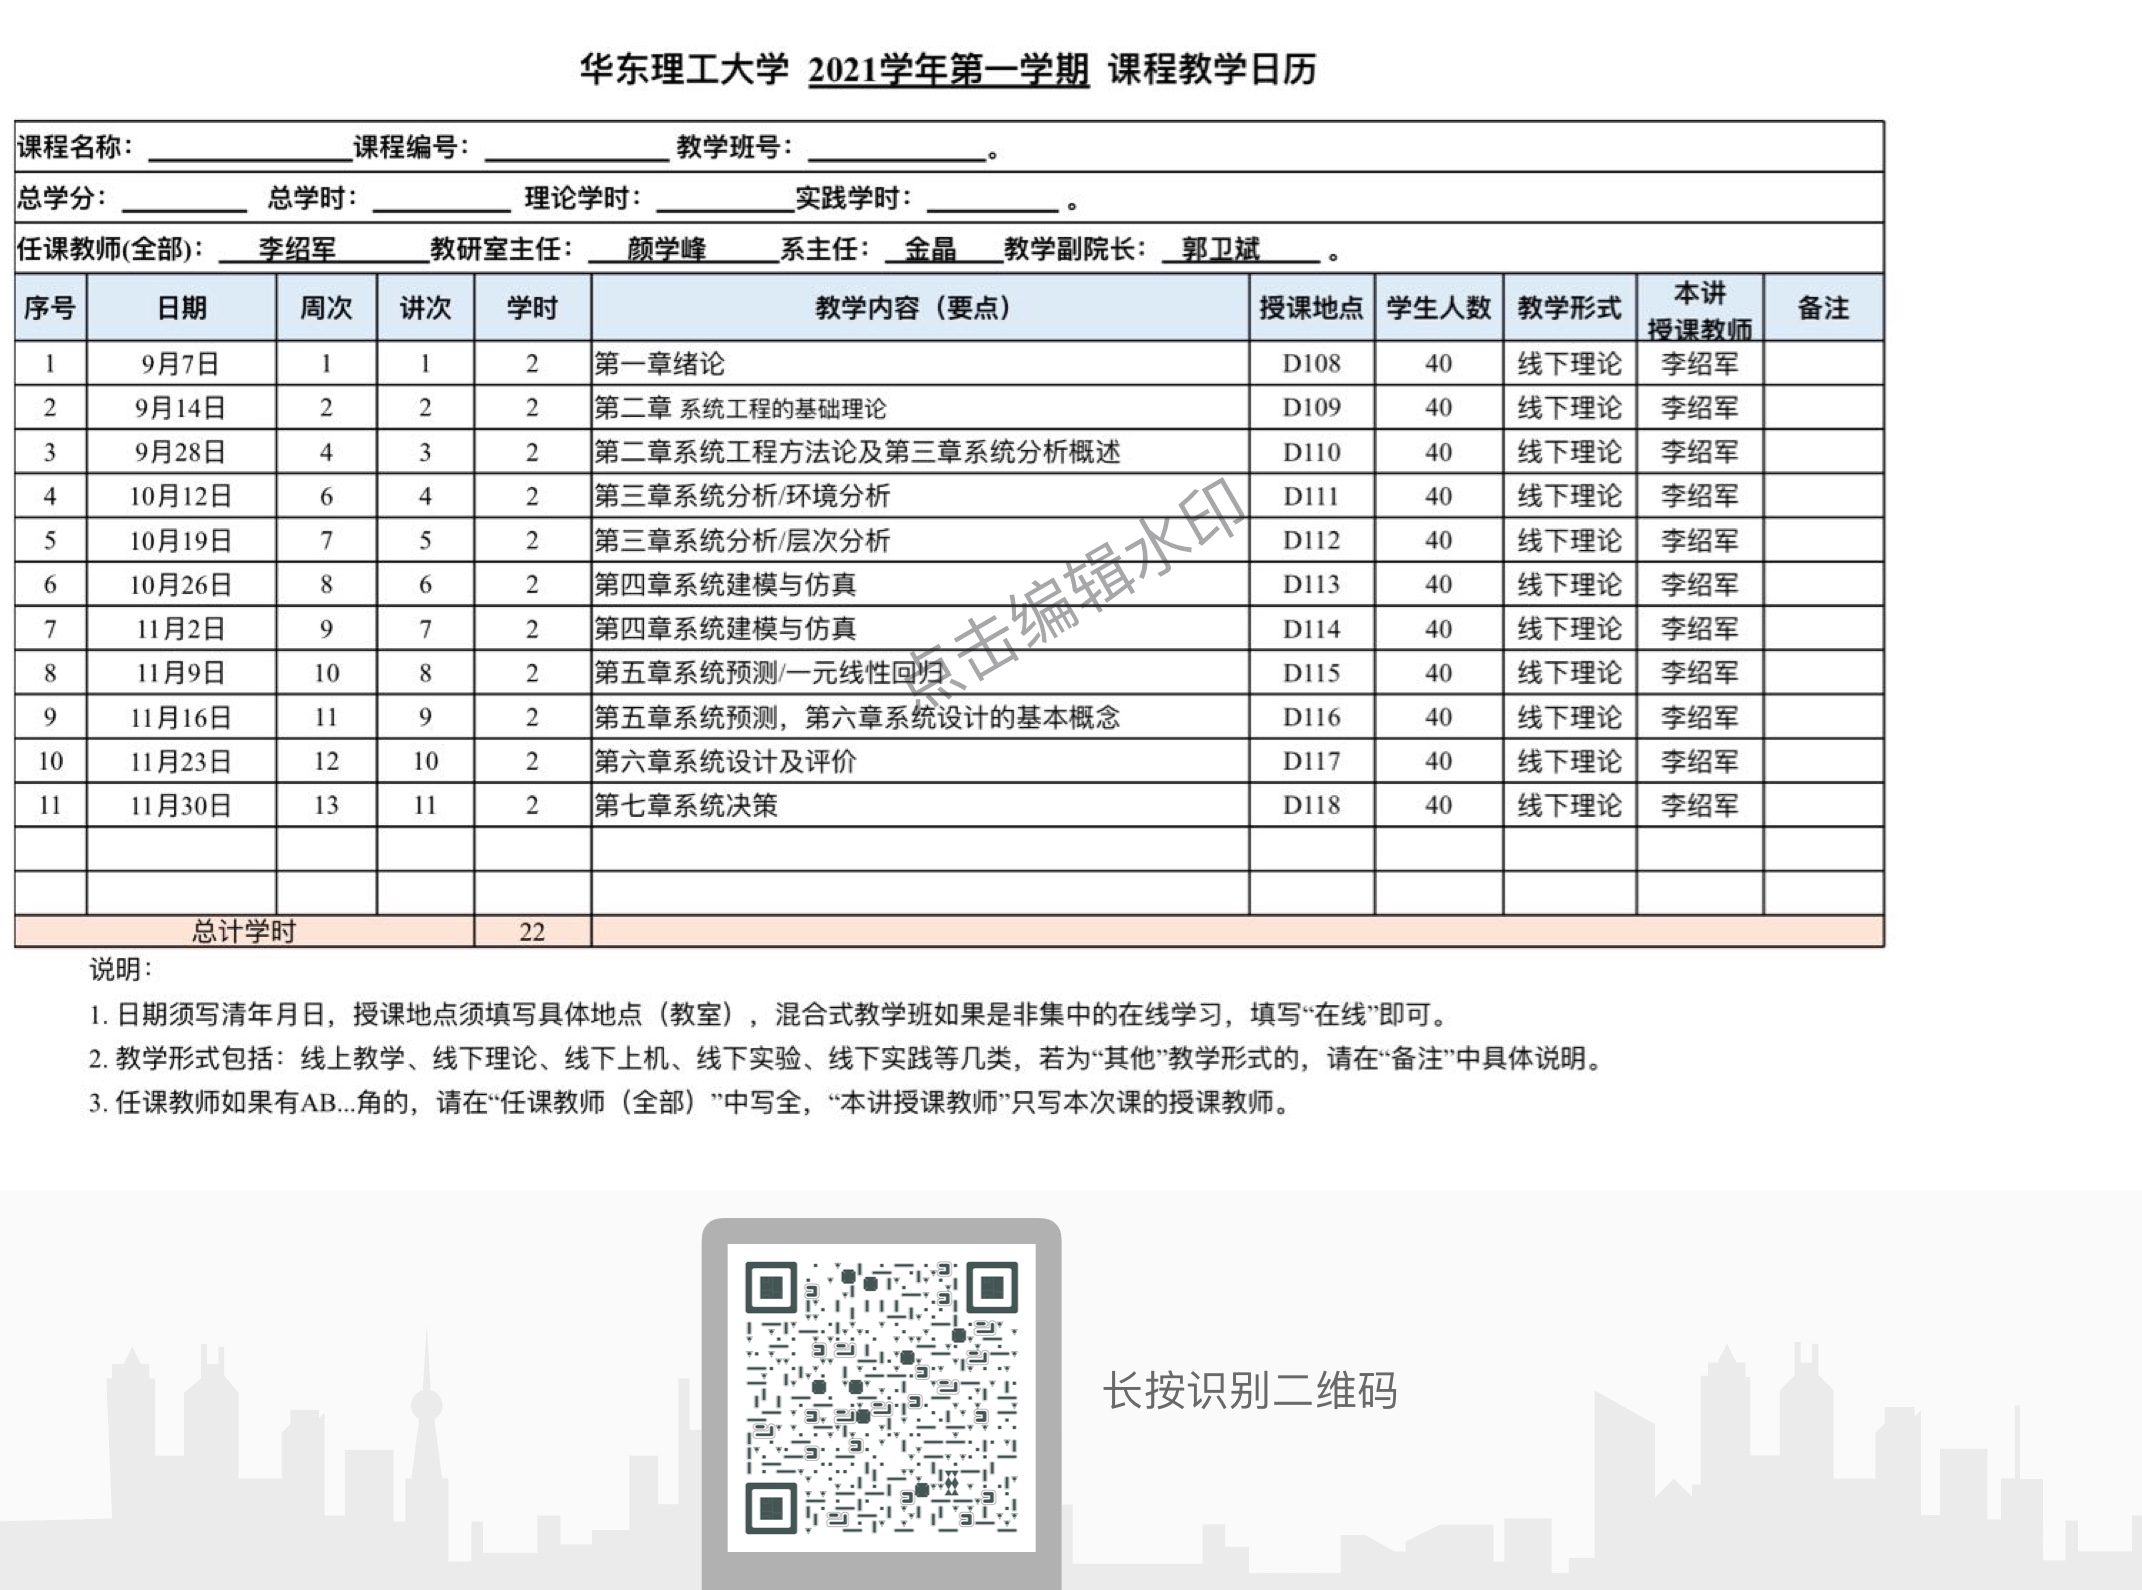 华东理工大学 2021学年第一学期 课程教学日历
课程名称： 课程编号： 教学班号： 。
总学分： 总学时： 理论学时： 实践学时： 。
任课教师(全部)： 李绍军 教研室主任： 颜学峰 系主任： 金晶 教学副院长： 郭卫斌 。
序号 日期 周次 讲次 学时 教学内容（要点） 授课地点 学生人数 教学形式 本讲授课教师 备注
1 9月7日 1 1 2 第一章绪论 D108 40 线下理论 李绍军
2 9月14日 2 2 2 第二章 系统工程的基础理论 D109 40 线下理论 李绍军
3 9月28日 4 3 2 第二章系统工程方法论及第三章系统分析概述 D110 40 线下理论 李绍军
4 10月12日 6 4 2 第三章系统分析/环境分析 D111 40 线下理论 李绍军
5 10月19日 7 5 2 第三章系统分析/层次分析 D112 40 线下理论 李绍军
6 10月26日 8 6 2 第四章系统建模与仿真 D113 40 线下理论 李绍军
7 11月2日 9 7 2 第四章系统建模与仿真 D114 40 线下理论 李绍军
8 11月9日 10 8 2 第五章系统预测/一元线性回归 D115 40 线下理论 李绍军
9 11月16日 11 9 2 第五章系统预测，第六章系统设计的基本概念 D116 40 线下理论 李绍军
10 11月23日 12 10 2 第六章系统设计及评价 D117 40 线下理论 李绍军
11 11月30日 13 11 2 第七章系统决策 D118 40 线下理论 李绍军
总计学时 22
点击编辑水印
说明：
1. 日期须写清年月日，授课地点须填写具体地点（教室），混合式教学班如果是非集中的在线学习，填写“在线”即可。
2. 教学形式包括：线上教学、线下理论、线下上机、线下实验、线下实践等几类，若为“其他”教学形式的，请在“备注”中具体说明。
3. 任课教师如果有AB...角的，请在“任课教师（全部）”中写全，“本讲授课教师”只写本次课的授课教师。
长按识别二维码